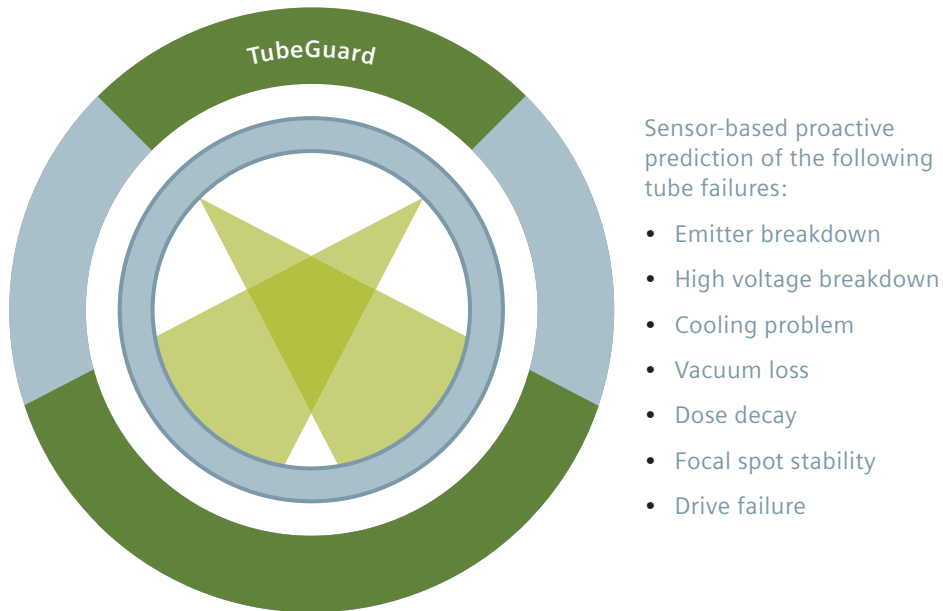 TubeGuard
Sensor-based proactive
prediction of the following
tube failures:
• Emitter breakdown
• High voltage breakdown
• Cooling problem
• Vacuum loss
• Dose decay
• Focal spot stability
• Drive failure